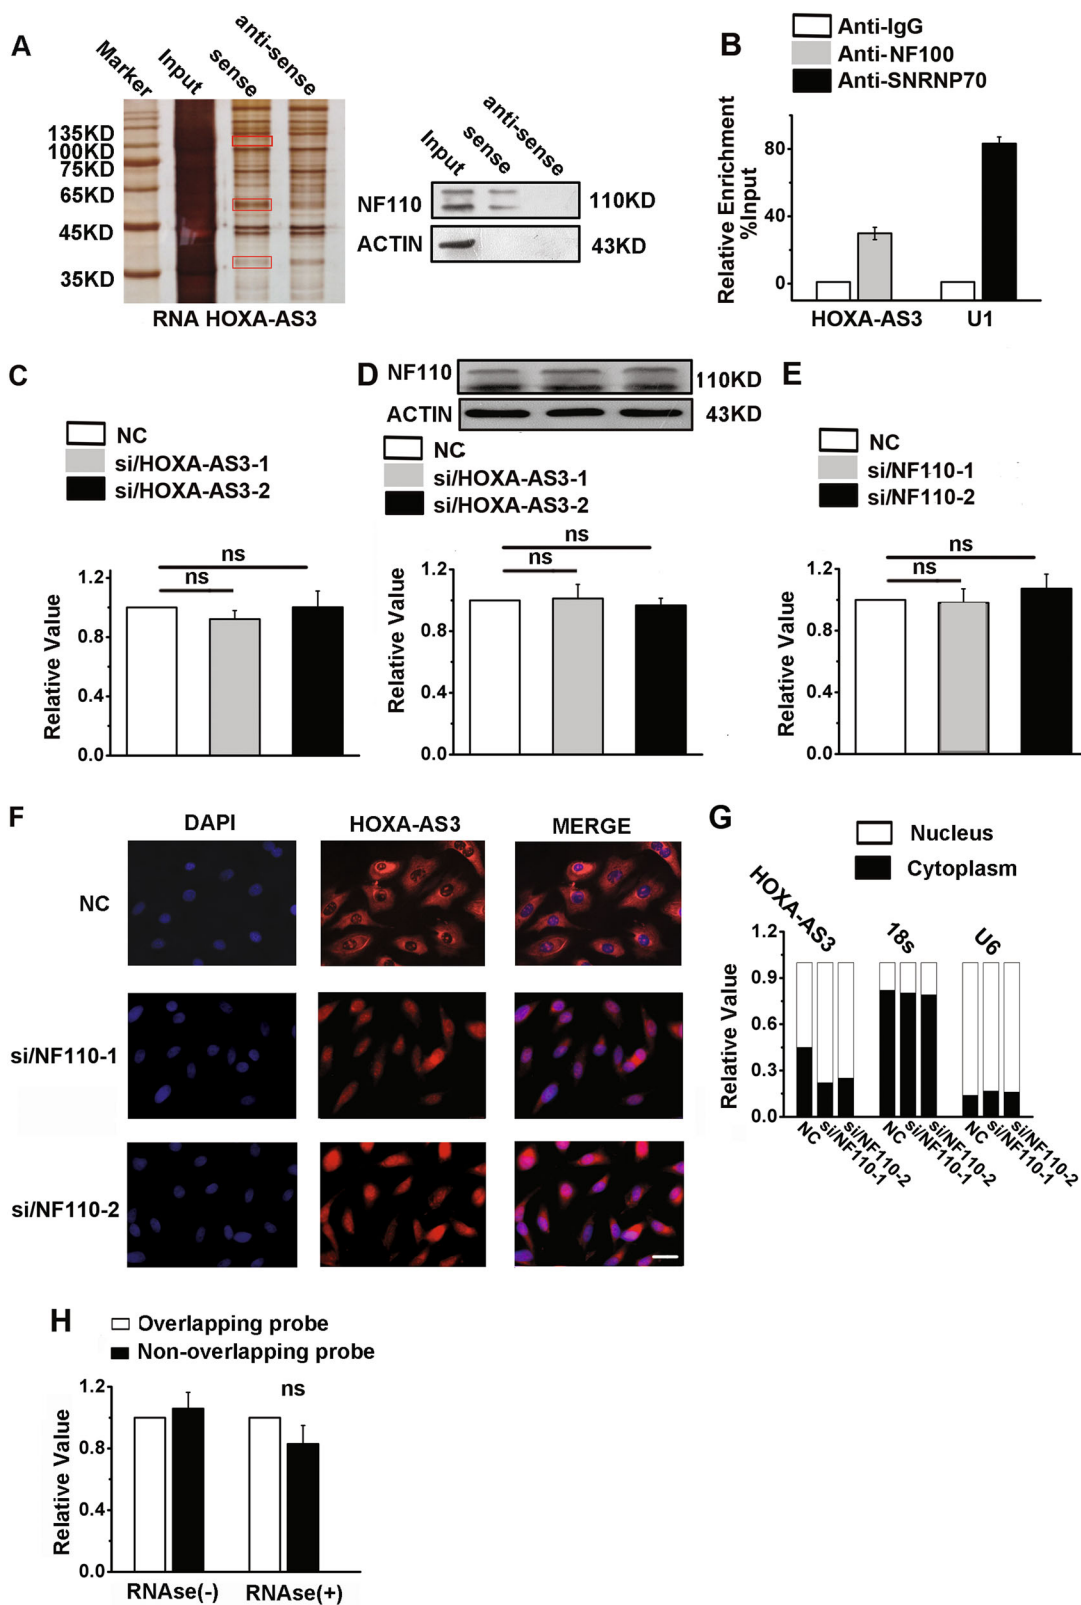 A
Marker
Input
sense
anti-sense
135KD
100KD
75KD
65KD
45KD
35KD
RNA HOXA-AS3
Input
sense
anti-sense
NF110
110KD
ACTIN
43KD
B
Anti-IgG
Anti-NF100
Anti-SNRNP70
Relative Enrichment
%Input
80
40
0
HOXA-AS3
U1
C
NC
si/HOXA-AS3-1
si/HOXA-AS3-2
ns
ns
Relative Value
1.2
0.8
0.4
0.0
D
NF110
110KD
ACTIN
43KD
NC
si/HOXA-AS3-1
si/HOXA-AS3-2
ns
ns
Relative Value
1.2
0.8
0.4
0.0
E
NC
si/NF110-1
si/NF110-2
ns
ns
Relative Value
1.2
0.8
0.4
0.0
F
DAPI
HOXA-AS3
MERGE
NC
si/NF110-1
si/NF110-2
G
Nucleus
Cytoplasm
HOXA-AS3
18s
U6
Relative Value
1.2
0.9
0.6
0.3
0.0
NC
si/NF110-1
si/NF110-2
NC
si/NF110-1
si/NF110-2
NC
si/NF110-1
si/NF110-2
H
Overlapping probe
Non-overlapping probe
ns
Relative Value
1.2
0.8
0.4
0.0
RNAse(-)
RNAse(+)